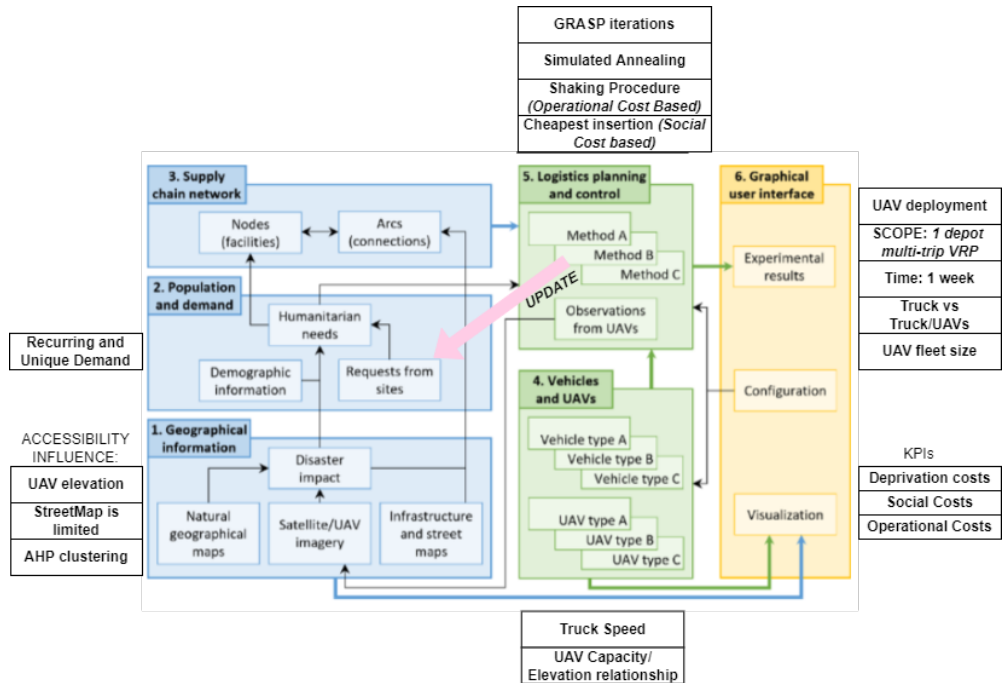 GRASP iterations
Simulated Annealing
Shaking Procedure
(Operational Cost Based)
Cheapest insertion (Social
Cost based)
3. Supply
chain network
Nodes
(facilities)
Arcs
(connections)
5. Logistics planning
and control
Method A
Method B
Method C
UPDATE
Observations
from UAVs
6. Graphical
user interface
Experimental
results
Configuration
Visualization
UAV deployment
SCOPE: 1 depot
multi-trip VRP
Time: 1 week
Truck vs
Truck/UAVs
UAV fleet size
2. Population
and demand
Humanitarian
needs
Demographic
information
Requests from
sites
Recurring and
Unique Demand
4. Vehicles
and UAVs
Vehicle type A
Vehicle type B
Vehicle type C
UAV type A
UAV type B
UAV type C
1. Geographical
information
Disaster
impact
Natural
geographical
maps
Satellite/UAV
imagery
Infrastructure
and street
maps
ACCESSIBILITY
INFLUENCE:
UAV elevation
StreetMap is
limited
AHP clustering
KPIs
Deprivation costs
Social Costs
Operational Costs
Truck Speed
UAV Capacity/
Elevation relationship